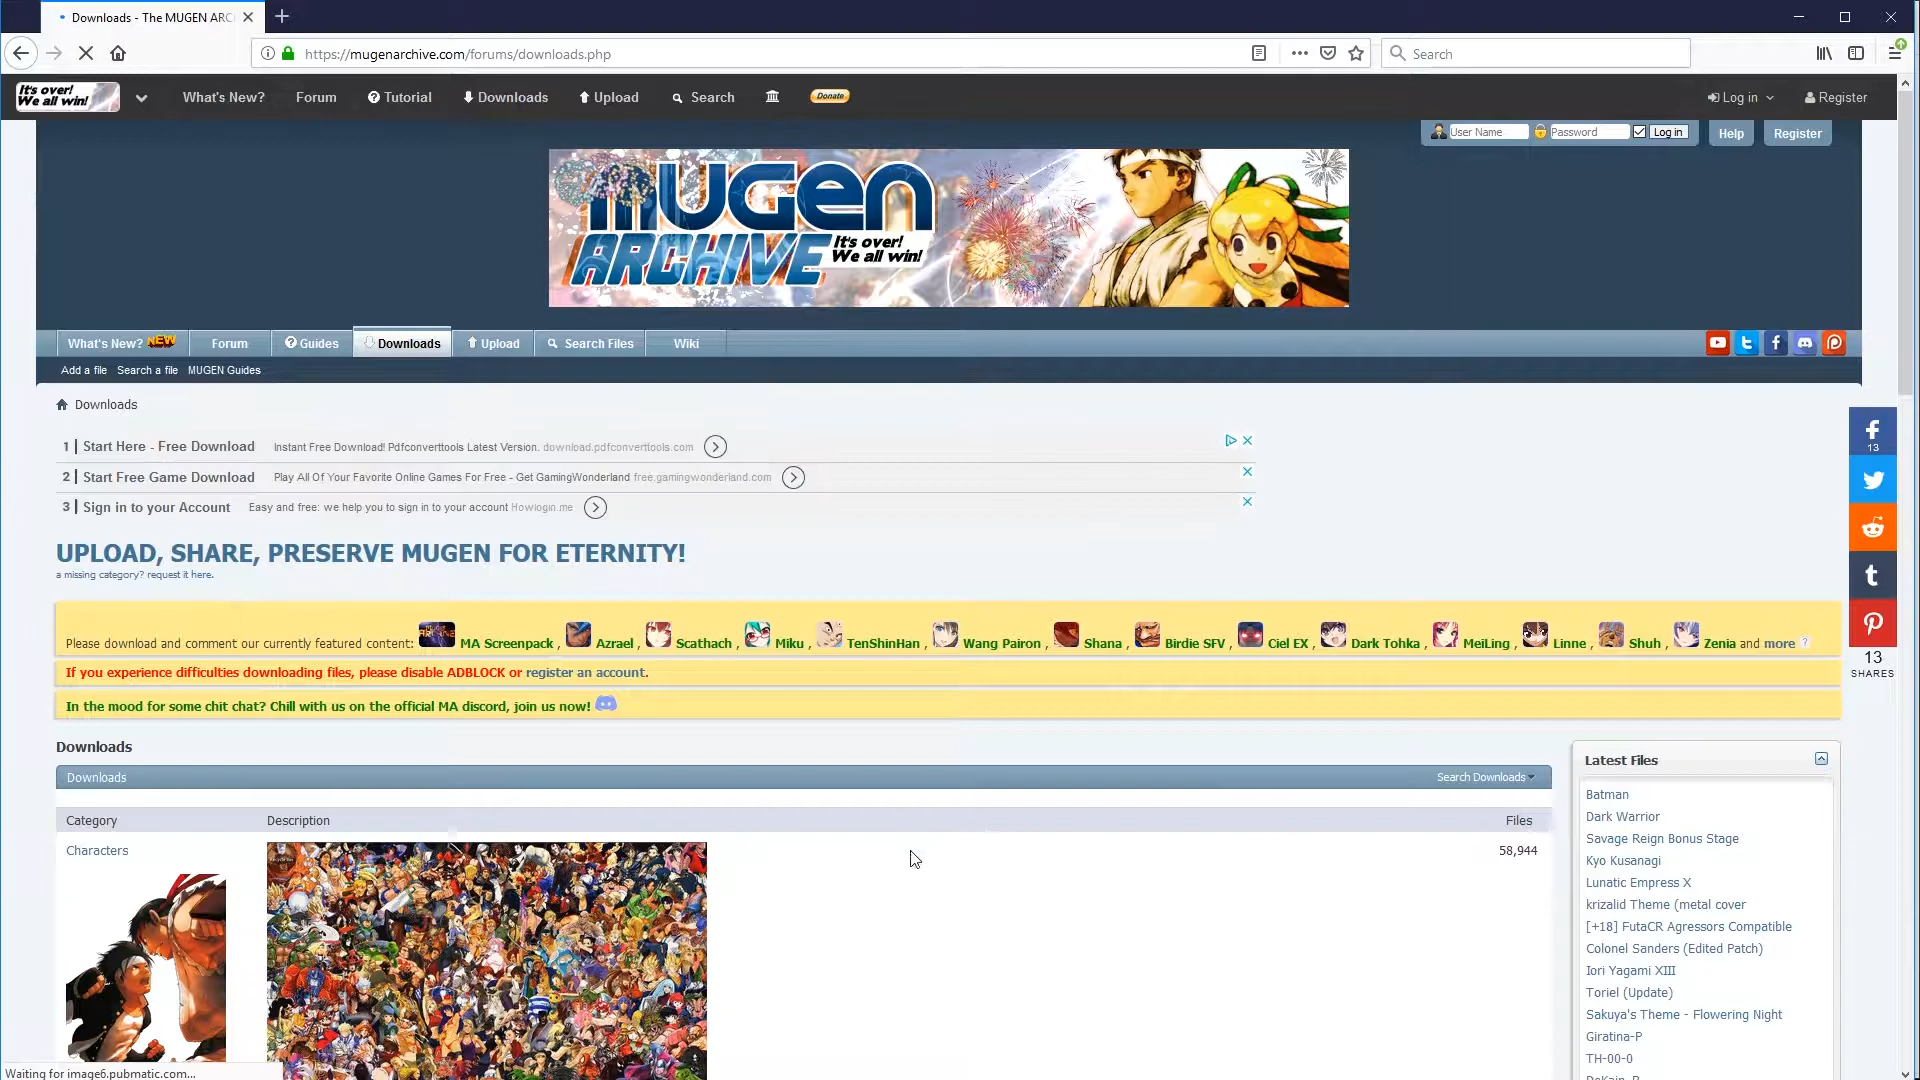 Downloads - The MUGEN ARC
https://mugenarchive.com/forums/downloads.php
Search
It's over!
We all win!
What's New?
Forum
Tutorial
Downloads
Upload
Search
Donate
Log in
Register
User Name
Password
Log in
Help
Register
MUGEN
ARCHIVE
It's over!
We all win!
What's New? NEW
Forum
Guides
Downloads
Upload
Search Files
Wiki
Add a file
Search a file
MUGEN Guides
Downloads
1 Start Here - Free Download Instant Free Download! Pdfconverttools Latest Version. download.pdfconverttools.com
2 Start Free Game Download Play All Of Your Favorite Online Games For Free - Get GamingWonderland free.gamingwonderland.com
3 Sign in to your Account Easy and free: we help you to sign in to your account Howlogin.me
13
UPLOAD, SHARE, PRESERVE MUGEN FOR ETERNITY!
a missing category? request it here.
Please download and comment our currently featured content: MA Screenpack , Azrael , Scathach , Miku , TenShinHan , Wang Pairon , Shana , Birdie SFV , Ciel EX , Dark Tohka , MeiLing , Linne , Shuh , Zenia and more ?
13
SHARES
If you experience difficulties downloading files, please disable ADBLOCK or register an account.
In the mood for some chit chat? Chill with us on the official MA discord, join us now!
Downloads
Downloads
Search Downloads
Category
Description
Files
Characters
58,944
Latest Files
Batman
Dark Warrior
Savage Reign Bonus Stage
Kyo Kusanagi
Lunatic Empress X
krizalid Theme (metal cover
[+18] FutaCR Agressors Compatible
Colonel Sanders (Edited Patch)
Iori Yagami XIII
Toriel (Update)
Sakuya's Theme - Flowering Night
Giratina-P
TH-00-0
Waiting for image6.pubmatic.com...